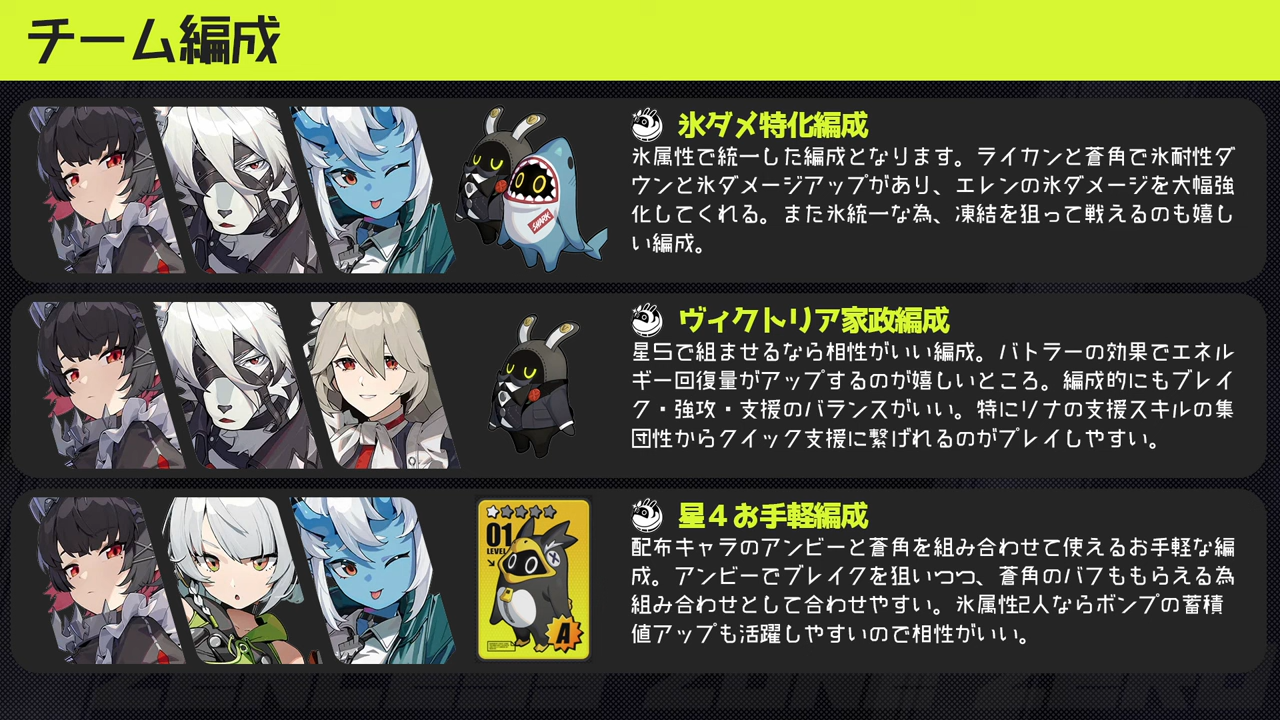 チーム編成
氷ダメ特化編成
氷属性で統一した編成となります。ライカンと蒼角で氷耐性ダ
ウンと氷ダメージアップがあり、エレンの氷ダメージを大幅強
化してくれる。また氷統一な為、凍結を狙って戦えるのも嬉し
い編成。
SHARK
ヴィクトリア家政編成
星5で組ませるなら相性がいい編成。バトラーの効果でエネル
ギー回復量がアップするのが嬉しいところ。編成的にもブレイ
ク・強攻・支援のバランスがいい。特にリナの支援スキルの集
団性からクイック支援に繋げれるのがプレイしやすい。
星4お手軽編成
配布キャラのアンビーと蒼角を組み合わせて使えるお手軽な編
成。アンビーでブレイクを狙いつつ、蒼角のバフももらえる為
組み合わせとして合わせやすい。氷属性2人ならボンプの蓄積
値アップも活躍しやすいので相性がいい。
01
LEVEL
A
ZENLESS ZONE ZERO